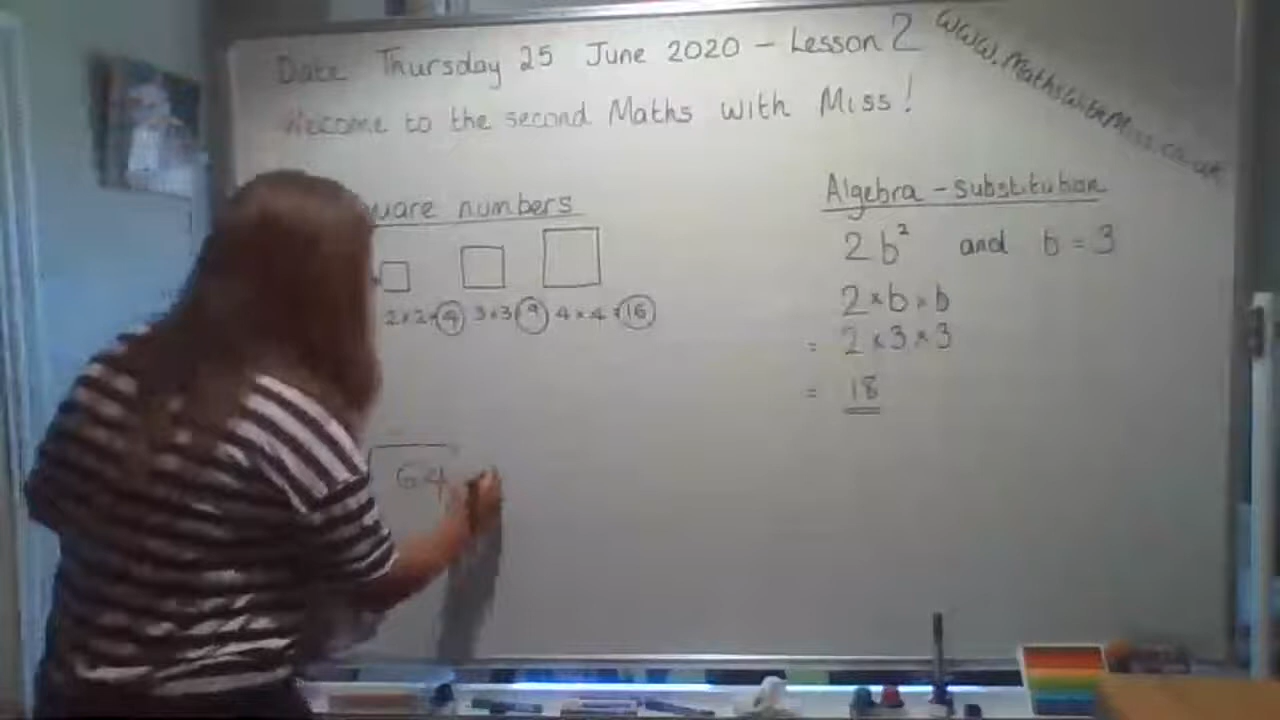 Date Thursday 25 June 2020 - Lesson 2
Welcome to the second Maths with Miss!
www.MathsWithMiss.co.uk
uare numbers
2×2=4 3×3=9 4×4=16
√64
Algebra - substitution
2b² and b = 3
2×b×b
= 2×3×3
= 18